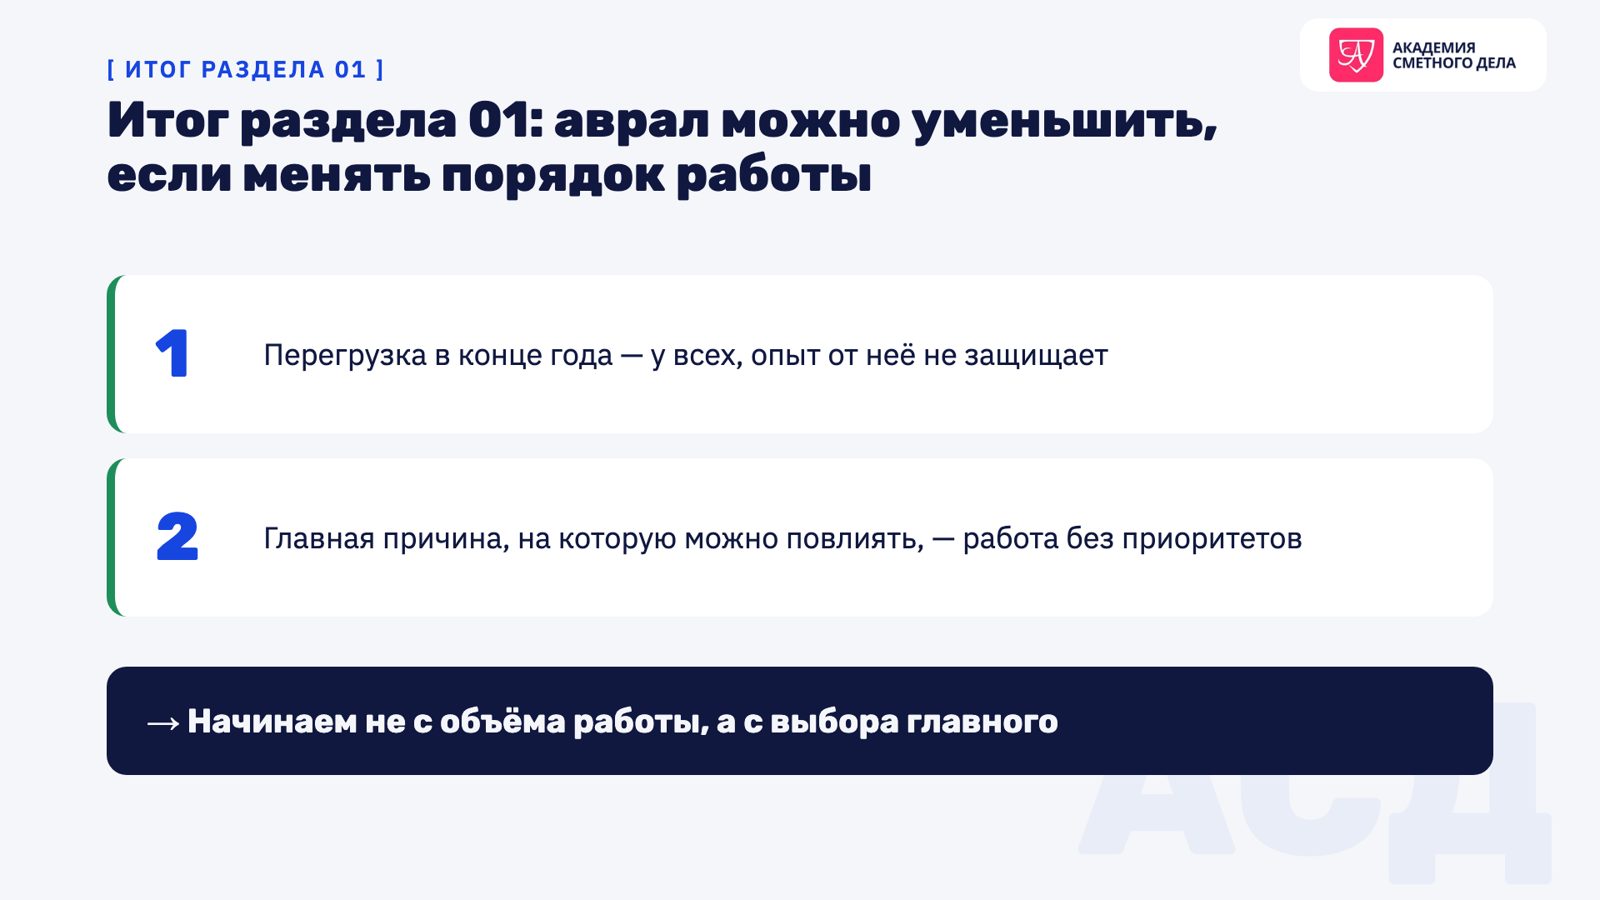 [ ИТОГ РАЗДЕЛА 01 ]
АКАДЕМИЯ
СМЕТНОГО ДЕЛА
Итог раздела 01: аврал можно уменьшить,
если менять порядок работы
1
Перегрузка в конце года — у всех, опыт от неё не защищает
2
Главная причина, на которую можно повлиять, — работа без приоритетов
→ Начинаем не с объёма работы, а с выбора главного
АСД